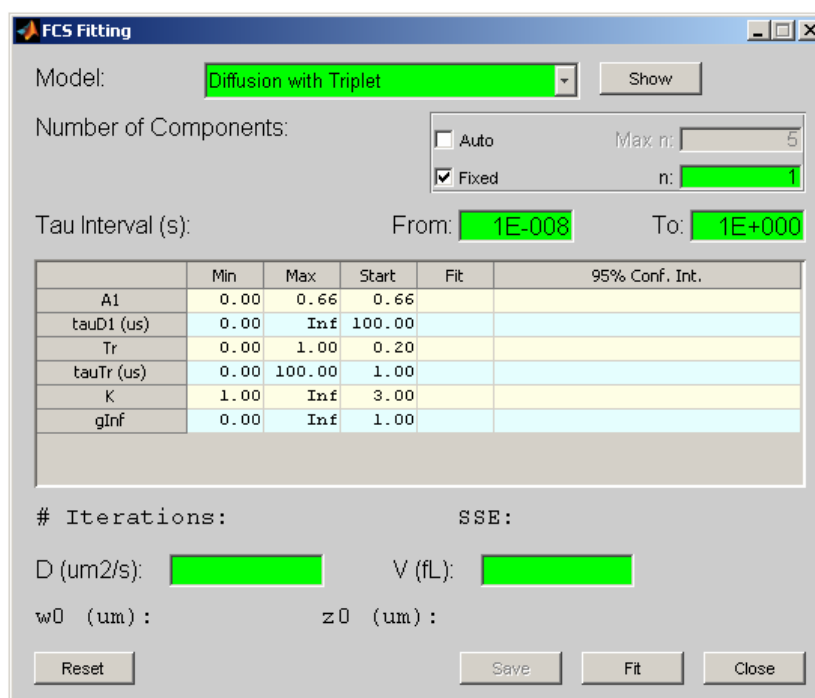 FCS Fitting
Model: Diffusion with Triplet Show
Number of Components:
Auto Max n: 5
Fixed n: 1
Tau Interval (s): From: 1E-008 To: 1E+000
Min Max Start Fit 95% Conf. Int.
A1 0.00 0.66 0.66
tauD1 (us) 0.00 Inf 100.00
Tr 0.00 1.00 0.20
tauTr (us) 0.00 100.00 1.00
K 1.00 Inf 3.00
gInf 0.00 Inf 1.00
# Iterations: SSE:
D (um2/s): V (fL):
w0 (um): z0 (um):
Reset Save Fit Close